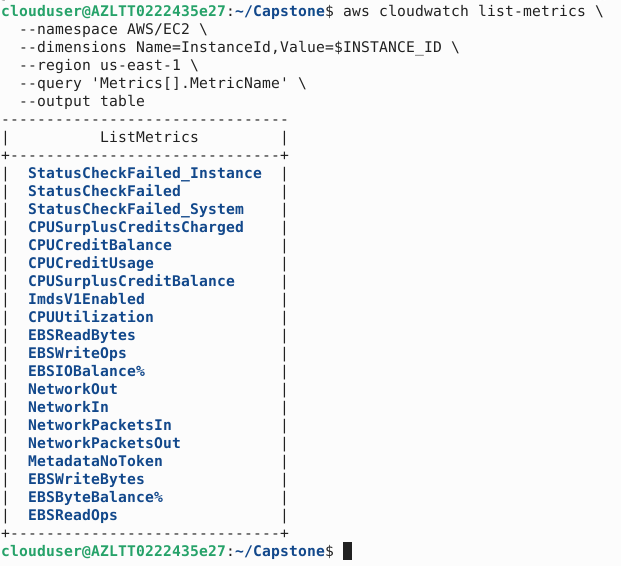 clouduser@AZLTT0222435e27:~/Capstone$ aws cloudwatch list-metrics \
  --namespace AWS/EC2 \
  --dimensions Name=InstanceId,Value=$INSTANCE_ID \
  --region us-east-1 \
  --query 'Metrics[].MetricName' \
  --output table
--------------------------------
|          ListMetrics         |
+------------------------------+
|  StatusCheckFailed_Instance  |
|  StatusCheckFailed           |
|  StatusCheckFailed_System    |
|  CPUSurplusCreditsCharged    |
|  CPUCreditBalance            |
|  CPUCreditUsage              |
|  CPUSurplusCreditBalance     |
|  ImdsV1Enabled               |
|  CPUUtilization              |
|  EBSReadBytes                |
|  EBSWriteOps                 |
|  EBSIOBalance%               |
|  NetworkOut                  |
|  NetworkIn                   |
|  NetworkPacketsIn            |
|  NetworkPacketsOut           |
|  MetadataNoToken             |
|  EBSWriteBytes               |
|  EBSByteBalance%             |
|  EBSReadOps                  |
+------------------------------+
clouduser@AZLTT0222435e27:~/Capstone$